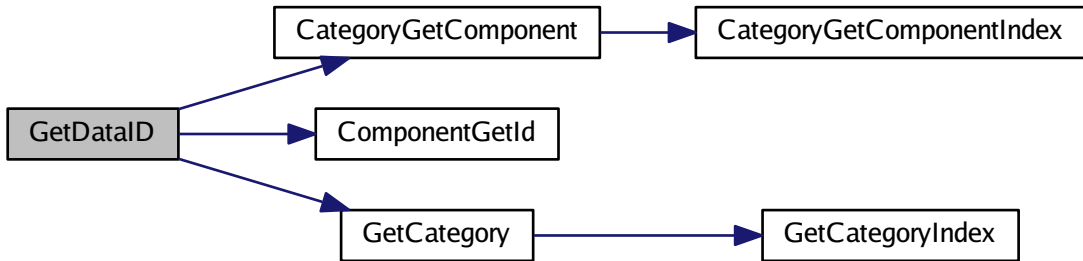 CategoryGetComponent
CategoryGetComponentIndex
GetDataID
ComponentGetId
GetCategory
GetCategoryIndex